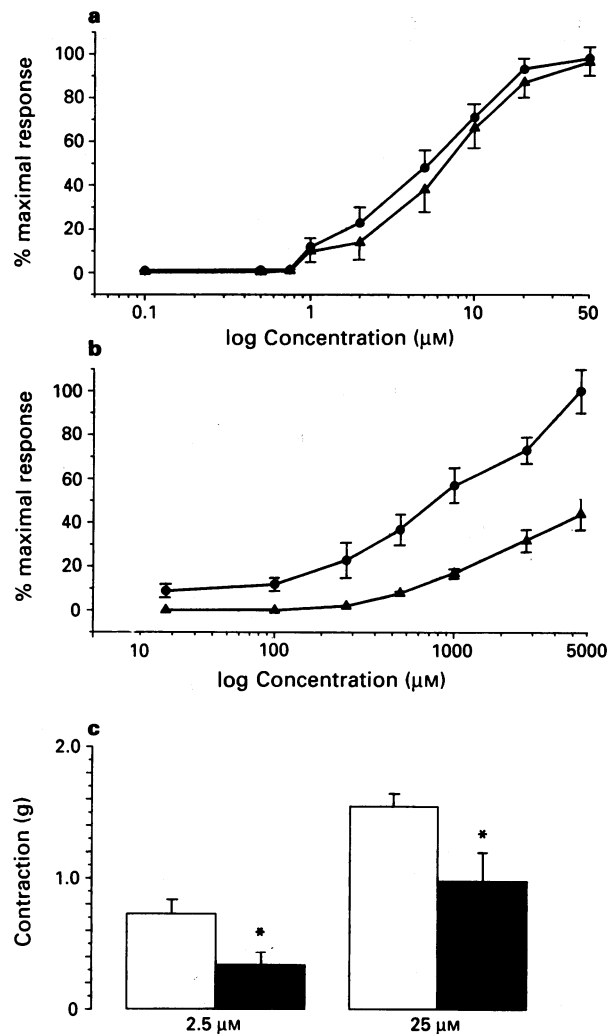 a
100
80
60
40
20
0
% maximal response
0.1 1 10 50
log Concentration (μM)
b
100
80
60
40
20
0
% maximal response
10 100 1000 5000
log Concentration (μM)
c
2.0
1.0
0
Contraction (g)
*
*
2.5 μM 25 μM